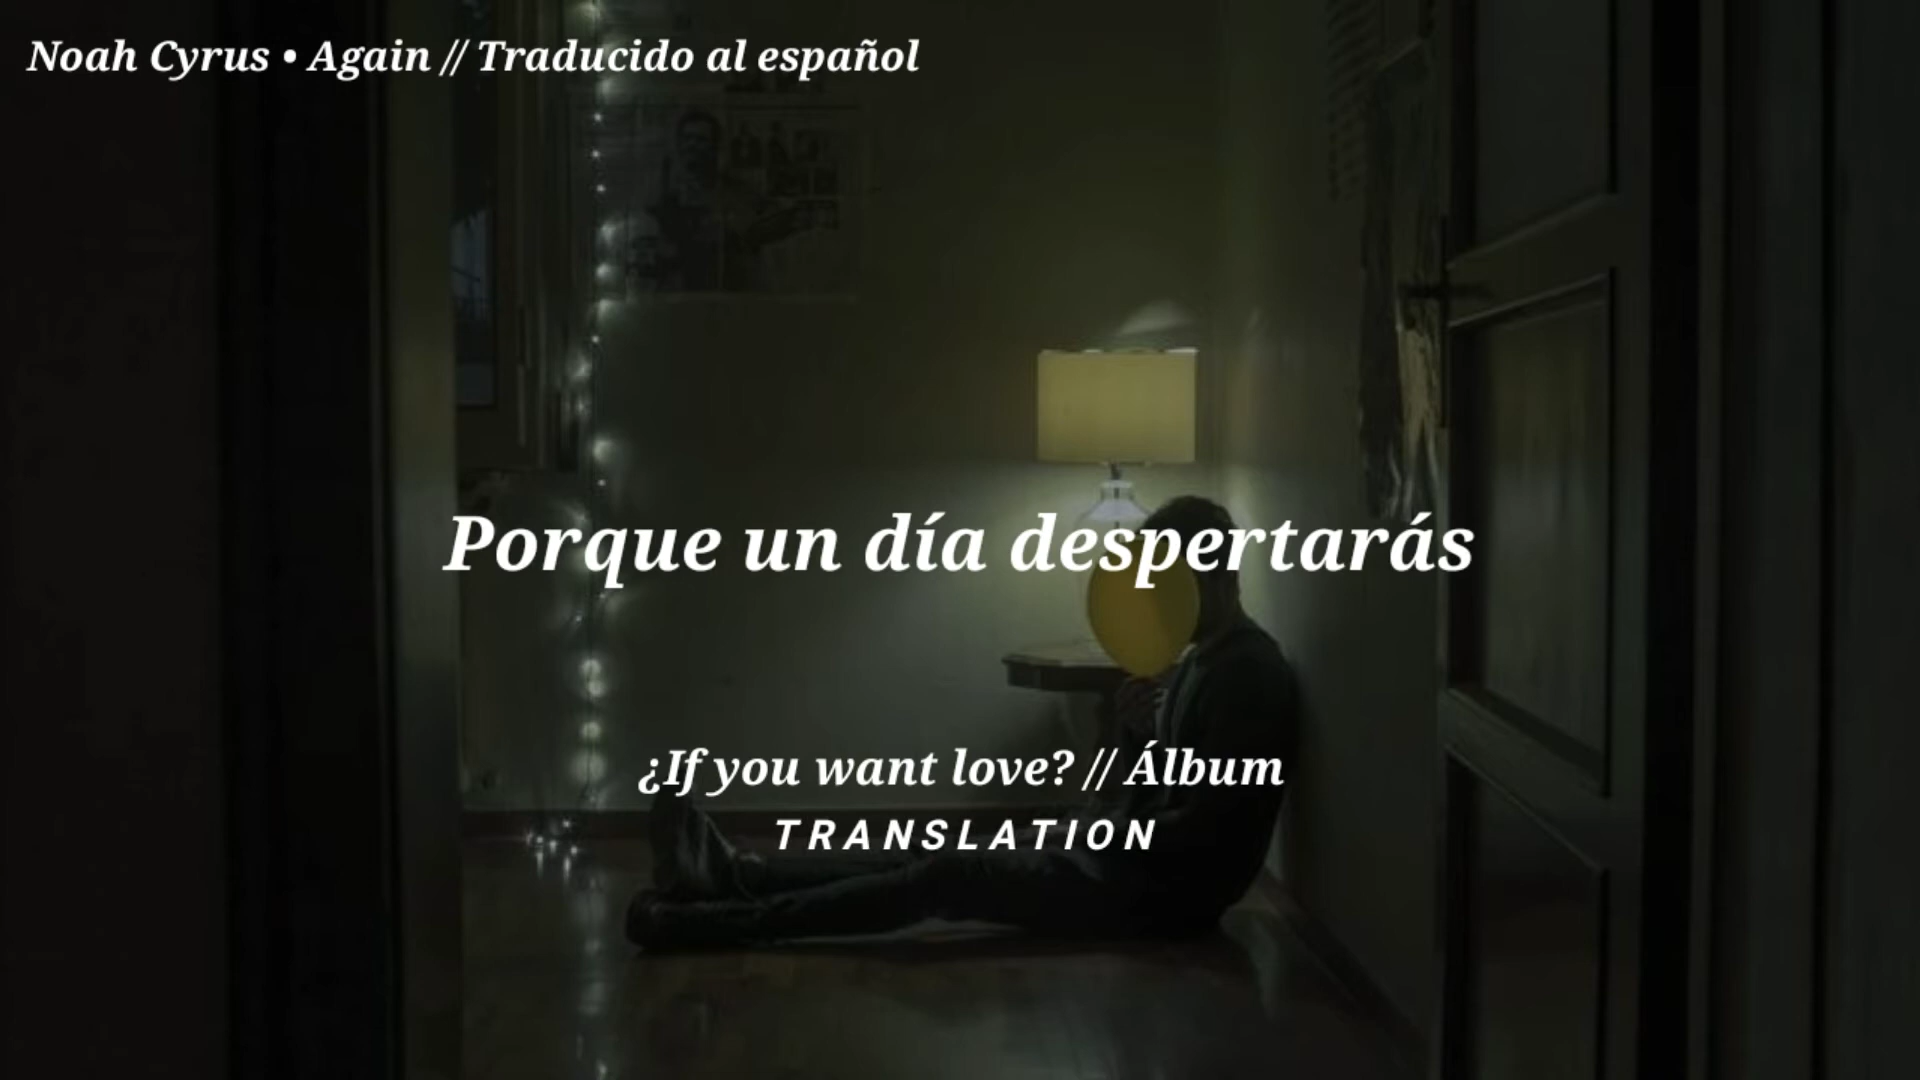 Noah Cyrus • Again // Traducido al español
Porque un día despertarás
¿If you want love? // Álbum
TRANSLATION